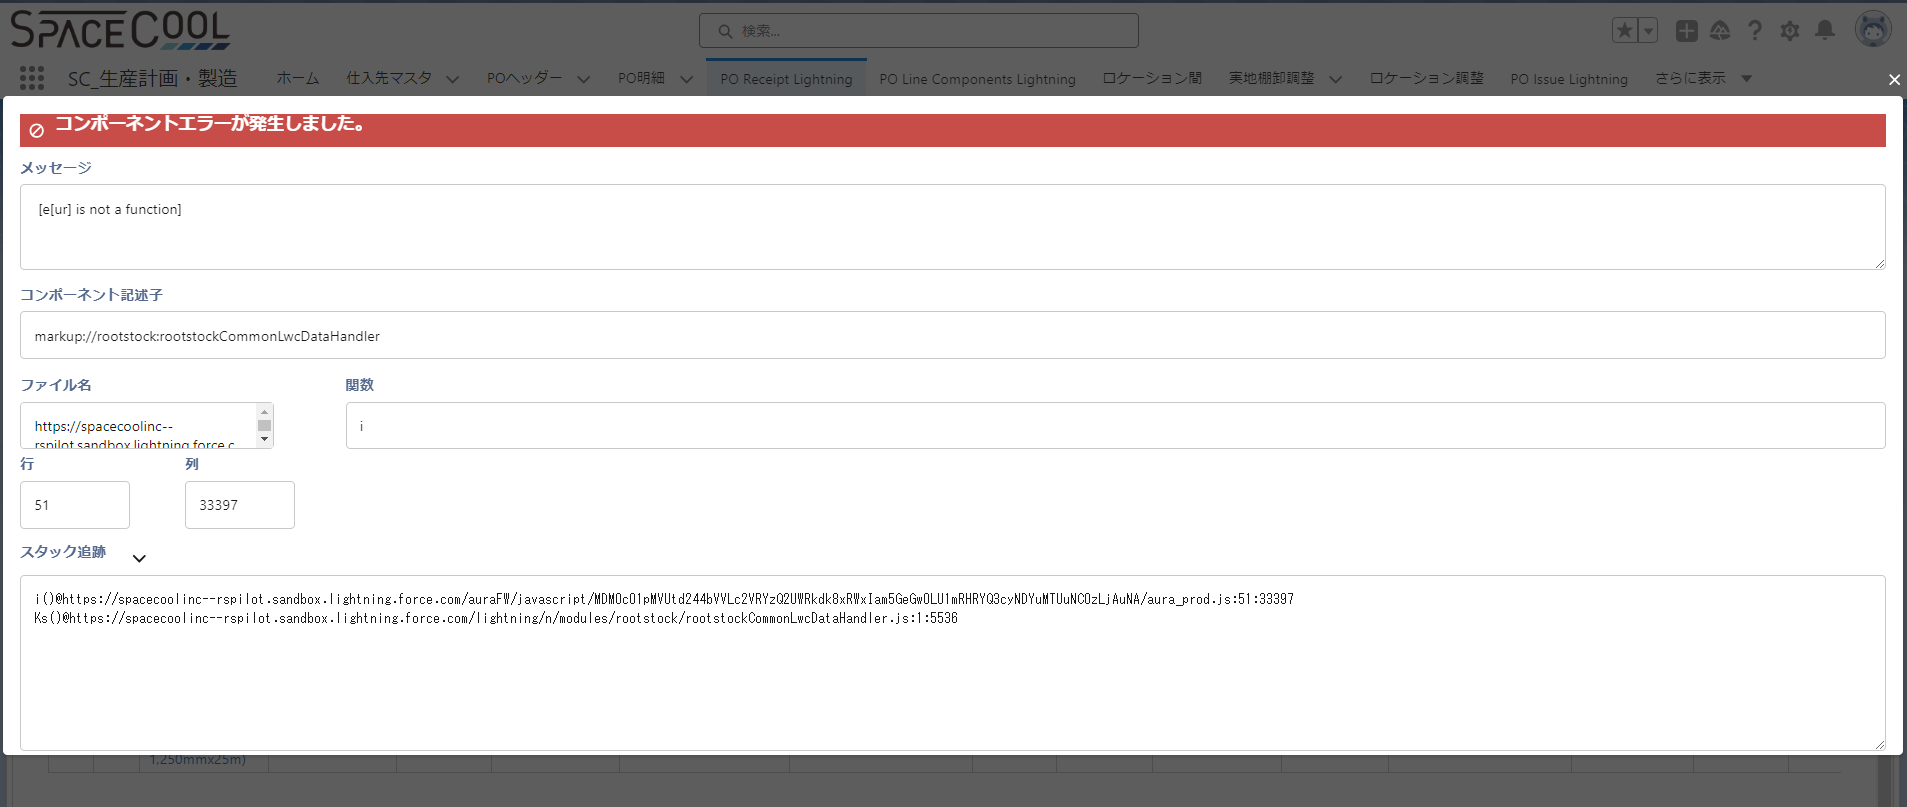 SPACECOOL
検索...
SC_生産計画・製造
ホーム
仕入先マスタ
POヘッダー
PO明細
PO Receipt Lightning
PO Line Components Lightning
ロケーション間
実地棚卸調整
ロケーション調整
PO Issue Lightning
さらに表示
コンポーネントエラーが発生しました。
メッセージ
[e[ur] is not a function]
コンポーネント記述子
markup://rootstock:rootstockCommonLwcDataHandler
ファイル名
関数
https://spacecoolinc--
rspilot.sandbox.lightning.force.c
i
行
列
51
33397
スタック追跡
i()@https://spacecoolinc--rspilot.sandbox.lightning.force.com/auraFW/javascript/MDM0c01pMVUtd244bVVLc2VRYzQ2UWRkdk8xRWxIam5GeGw0LU1mRHRYQ3cyNDYuMTUuNC0zLjAuNA/aura_prod.js:51:33397
Ks()@https://spacecoolinc--rspilot.sandbox.lightning.force.com/lightning/n/modules/rootstock/rootstockCommonLwcDataHandler.js:1:5536
1,250mmx25m)